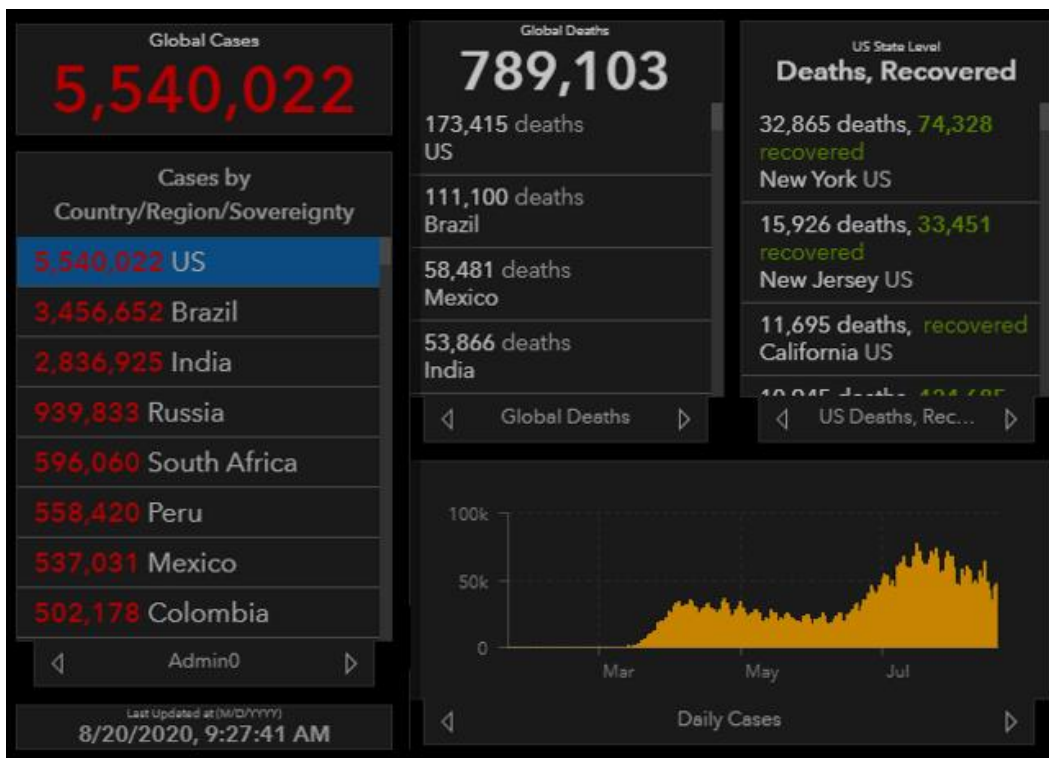 Global Cases
5,540,022
Cases by
Country/Region/Sovereignty
5,540,022 US
3,456,652 Brazil
2,836,925 India
939,833 Russia
596,060 South Africa
558,420 Peru
537,031 Mexico
502,178 Colombia
Admin0
Last Updated at (M/D/YYYY)
8/20/2020, 9:27:41 AM
Global Deaths
789,103
173,415 deaths
US
111,100 deaths
Brazil
58,481 deaths
Mexico
53,866 deaths
India
Global Deaths
US State Level
Deaths, Recovered
32,865 deaths, 74,328
recovered
New York US
15,926 deaths, 33,451
recovered
New Jersey US
11,695 deaths, recovered
California US
US Deaths, Rec...
100k
50k
0
Mar
May
Jul
Daily Cases